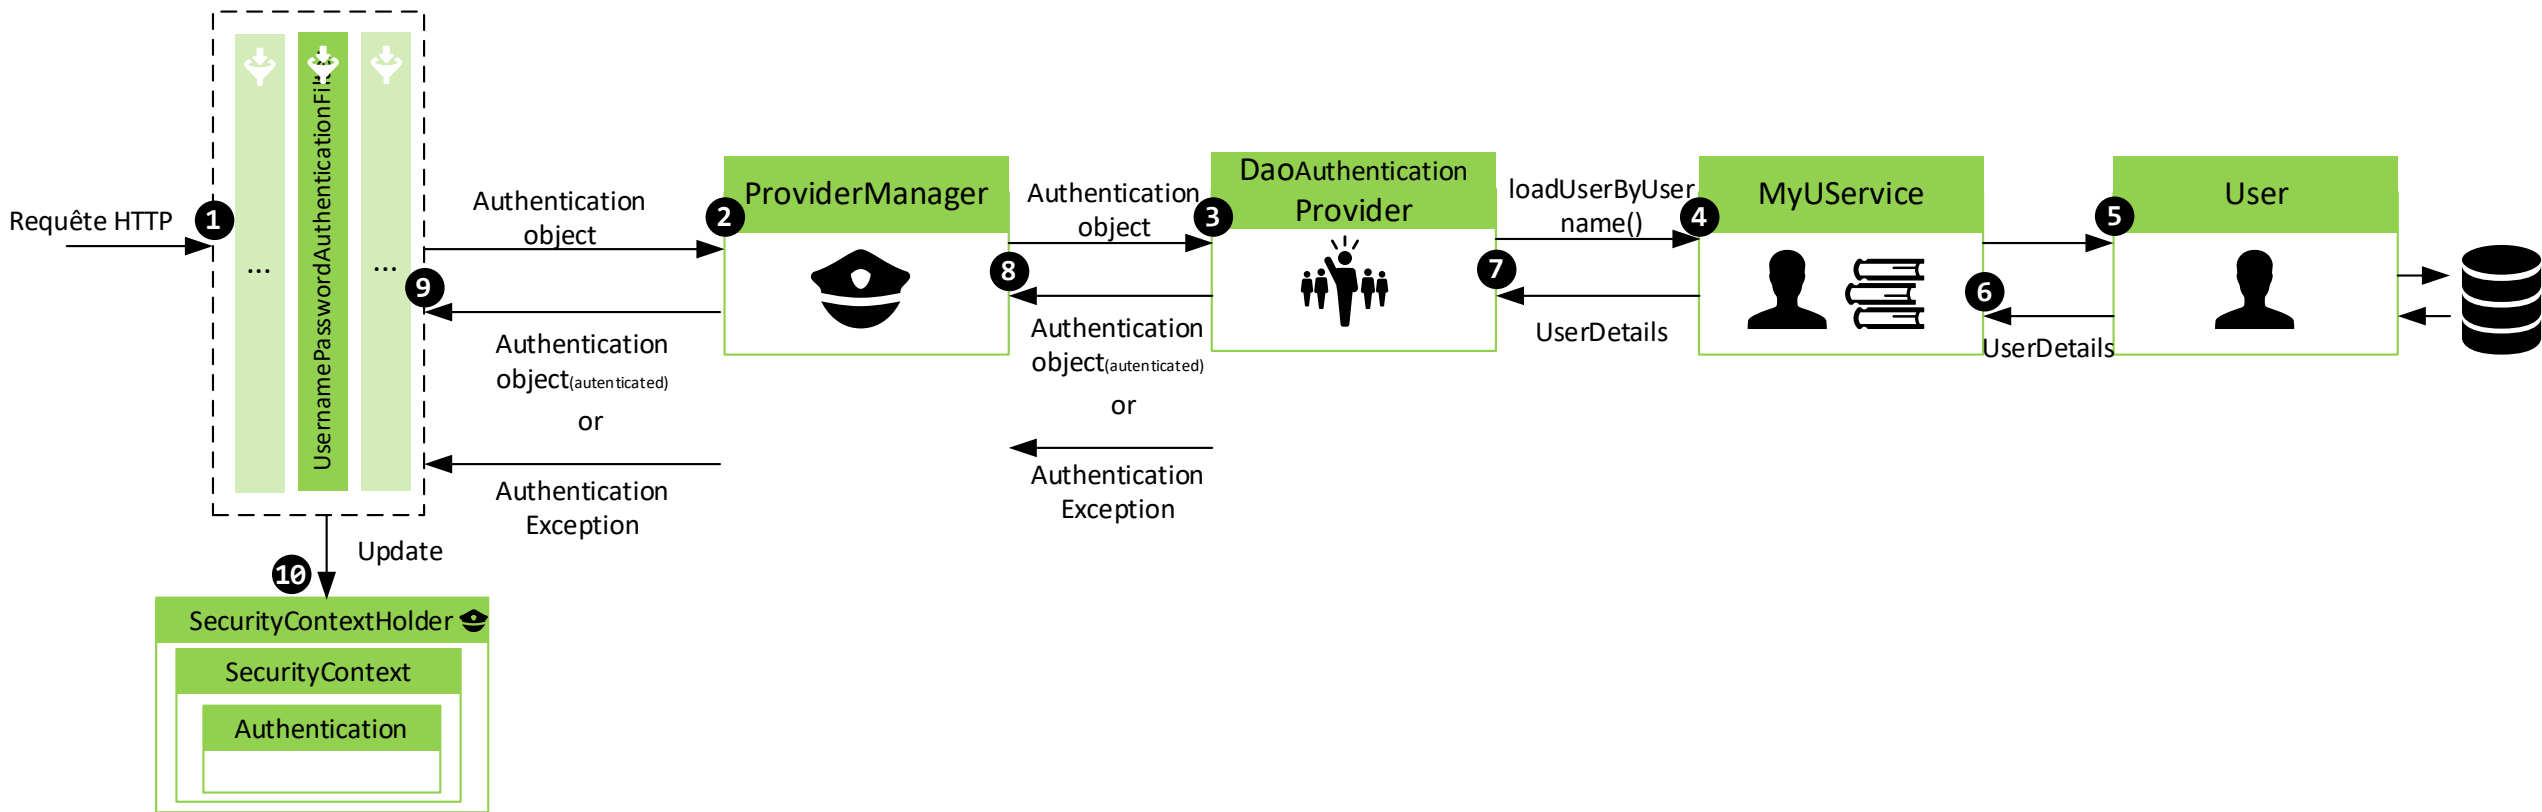 Requête HTTP
1
...
UsernamePasswordAuthenticationFil
...
9
Authentication
object
Authentication
object(autenticated)
or
Authentication
Exception
2
ProviderManager
8
Authentication
object
Authentication
object(autenticated)
or
Authentication
Exception
3
DaoAuthentication
Provider
7
loadUserByUser
name()
UserDetails
4
MyUService
6
UserDetails
5
User
Update
10
SecurityContextHolder
SecurityContext
Authentication